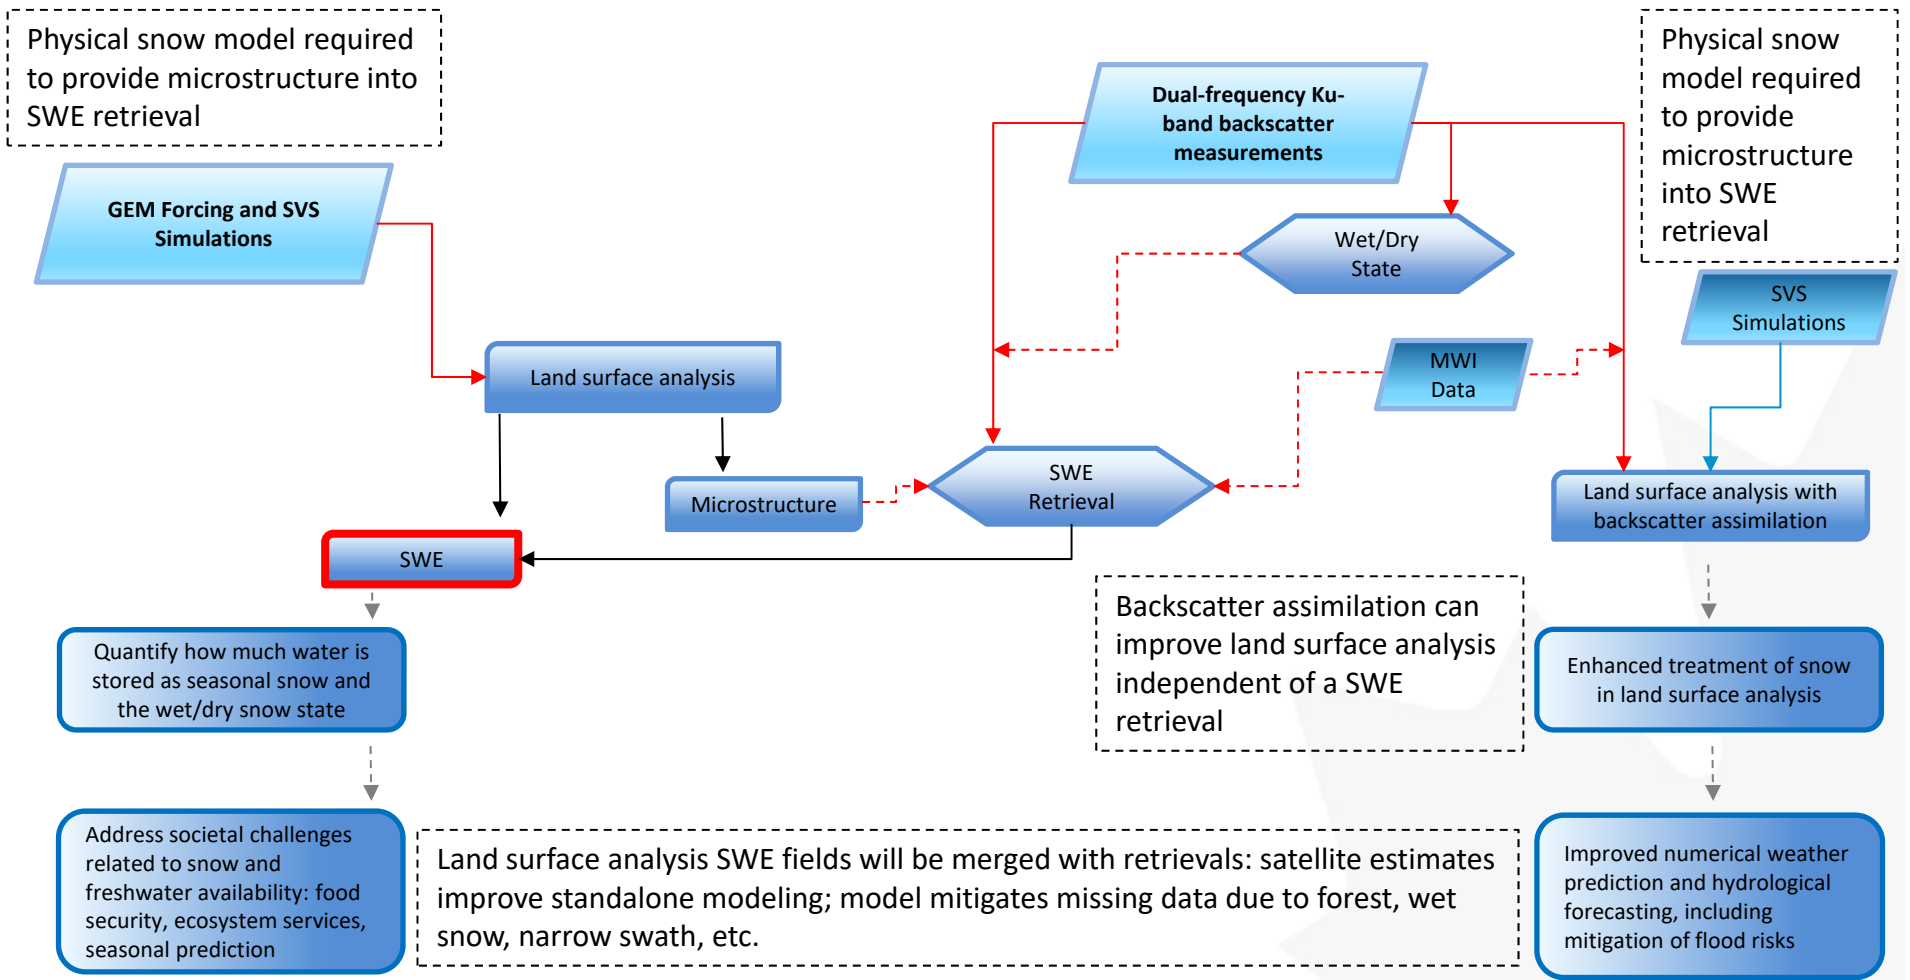 Physical snow model required
to provide microstructure into
SWE retrieval
GEM Forcing and SVS
Simulations
Dual-frequency Ku-
band backscatter
measurements
Physical snow
model required
to provide
microstructure
into SWE
retrieval
Wet/Dry
State
SVS
Simulations
MWI
Data
Land surface analysis
Microstructure
SWE
Retrieval
Land surface analysis with
backscatter assimilation
SWE
Backscatter assimilation can
improve land surface analysis
independent of a SWE
retrieval
Quantify how much water is
stored as seasonal snow and
the wet/dry snow state
Enhanced treatment of snow
in land surface analysis
Address societal challenges
related to snow and
freshwater availability: food
security, ecosystem services,
seasonal prediction
Land surface analysis SWE fields will be merged with retrievals: satellite estimates
improve standalone modeling; model mitigates missing data due to forest, wet
snow, narrow swath, etc.
Improved numerical weather
prediction and hydrological
forecasting, including
mitigation of flood risks